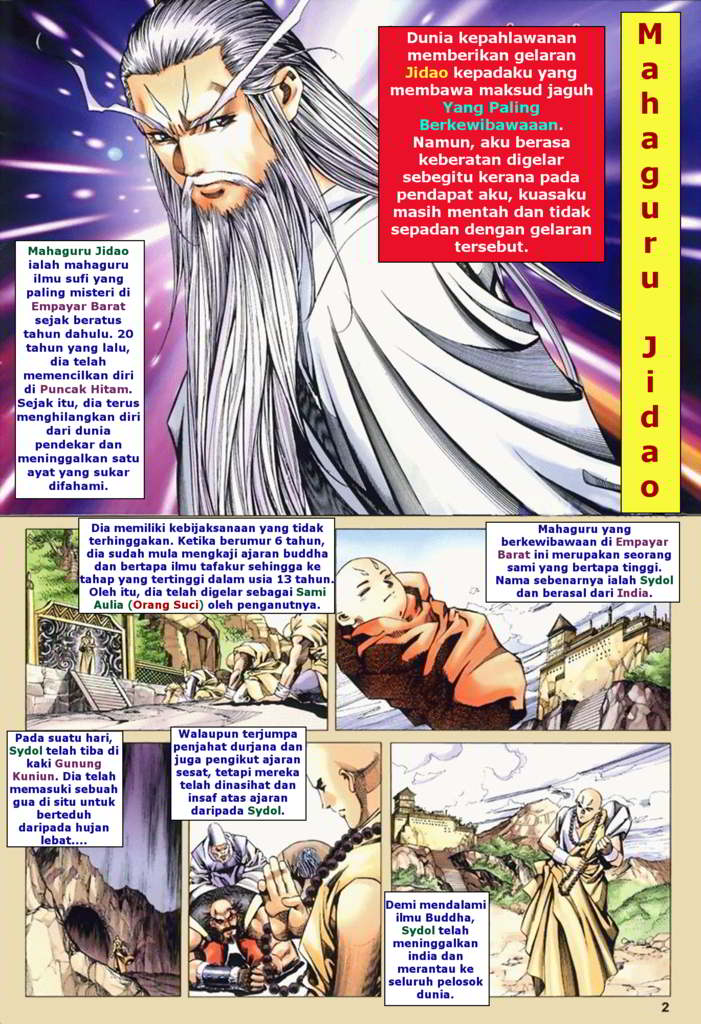 Dunia kepahlawanan
memberikan gelaran
Jidao kepadaku yang
membawa maksud jaguh
Yang Paling
Berkewibawaaan.
Namun, aku berasa
keberatan digelar
sebegitu kerana pada
pendapat aku, kuasaku
masih mentah dan tidak
sepadan dengan gelaran
tersebut.
Mahaguru Jidao
Mahaguru Jidao
ialah mahaguru
ilmu sufi yang
paling misteri di
Empayar Barat
sejak beratus
tahun dahulu. 20
tahun yang lalu,
dia telah
memencilkan diri
di Puncak Hitam.
Sejak itu, dia terus
menghilangkan diri
dari dunia
pendekar dan
meninggalkan satu
ayat yang sukar
difahami.
Dia memiliki kebijaksanaan yang tidak
terhinggakan. Ketika berumur 6 tahun,
dia sudah mula mengkaji ajaran buddha
dan bertapa ilmu tafakur sehingga ke
tahap yang tertinggi dalam usia 13 tahun.
Oleh itu, dia telah digelar sebagai Sami
Aulia (Orang Suci) oleh penganutnya.
Mahaguru yang
berkewibawaan di Empayar
Barat ini merupakan seorang
sami yang bertapa tinggi.
Nama sebenarnya ialah Sydol
dan berasal dari India.
Pada suatu hari,
Sydol telah tiba di
kaki Gunung
Kuniun. Dia telah
memasuki sebuah
gua di situ untuk
berteduh
daripada hujan
lebat....
Walaupun terjumpa
penjahat durjana dan
juga pengikut ajaran
sesat, tetapi mereka
telah dinasihat dan
insaf atas ajaran
daripada Sydol.
Demi mendalami
ilmu Buddha,
Sydol telah
meninggalkan
india dan
merantau ke
seluruh pelosok
dunia.
2